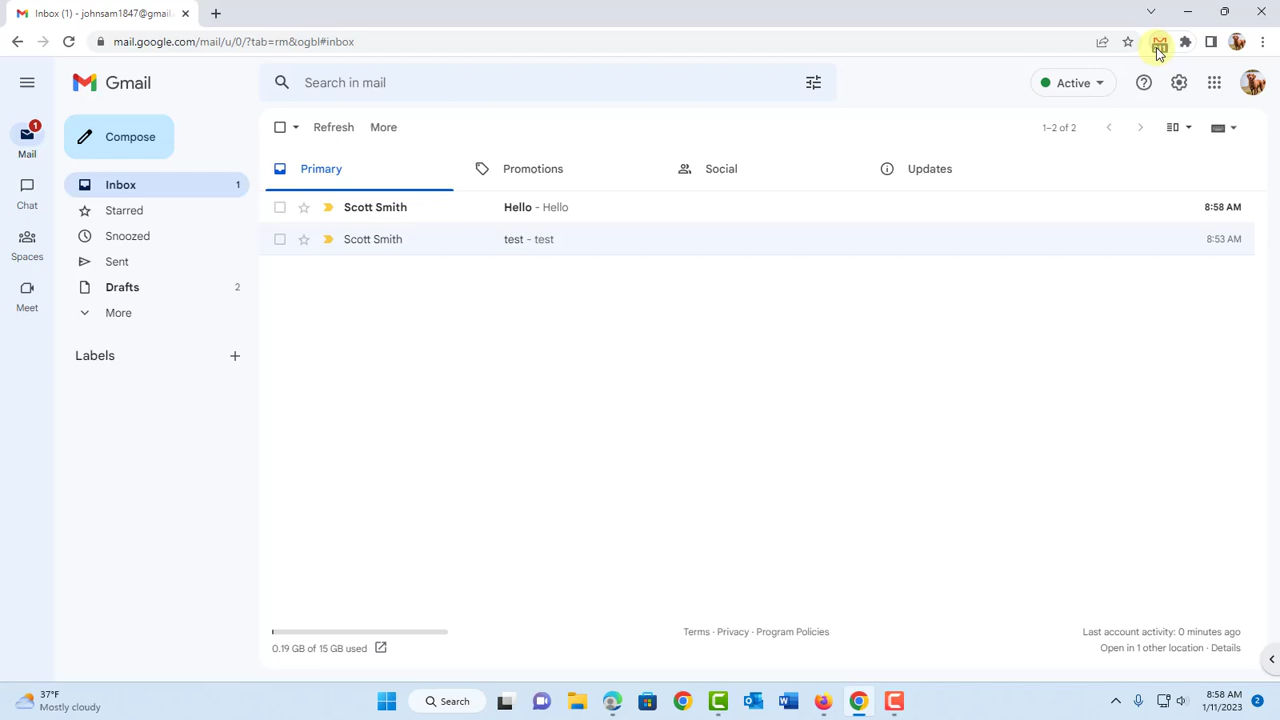 Inbox (1) - johnsam1847@gmail.
mail.google.com/mail/u/0/?tab=rm&ogbl#inbox
Gmail
Search in mail
Active
1
Mail
Compose
Refresh
More
1–2 of 2
Primary
Promotions
Social
Updates
Inbox
1
Chat
Starred
Scott Smith
Hello - Hello
8:58 AM
Snoozed
Scott Smith
test - test
8:53 AM
Spaces
Sent
Drafts
2
Meet
More
Labels
Terms · Privacy · Program Policies
Last account activity: 0 minutes ago
0.19 GB of 15 GB used
Open in 1 other location · Details
37°F
Mostly cloudy
Search
8:58 AM
1/11/2023
2